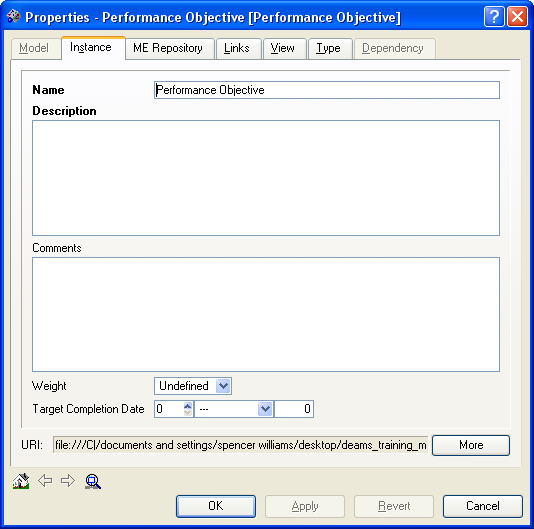 Properties - Performance Objective [Performance Objective]
Model Instance ME Repository Links View Type Dependency
Name Performance Objective
Description
Comments
Weight Undefined
Target Completion Date 0 --- 0
URI: file:///C|/documents and settings/spencer williams/desktop/deams_training_m More
OK Apply Revert Cancel